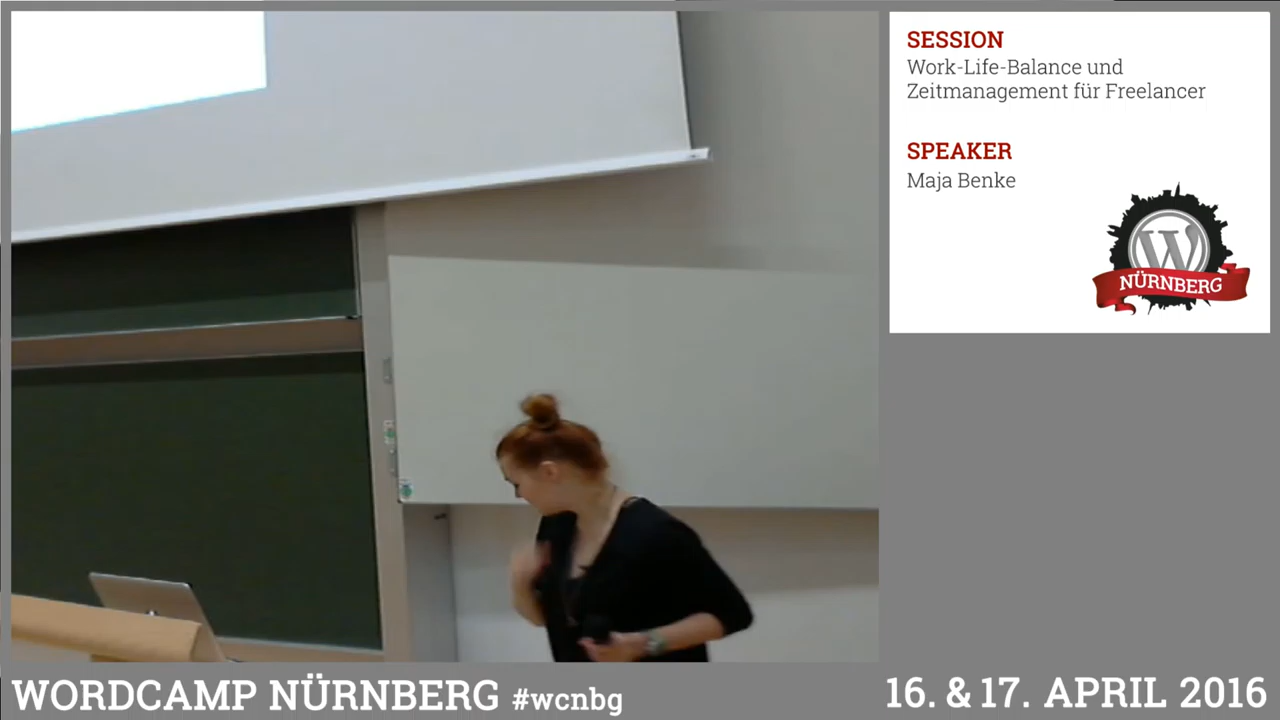 SESSION
Work-Life-Balance und
Zeitmanagement für Freelancer
SPEAKER
Maja Benke
W
NÜRNBERG
WORDCAMP NÜRNBERG #wcnbg
16. & 17. APRIL 2016